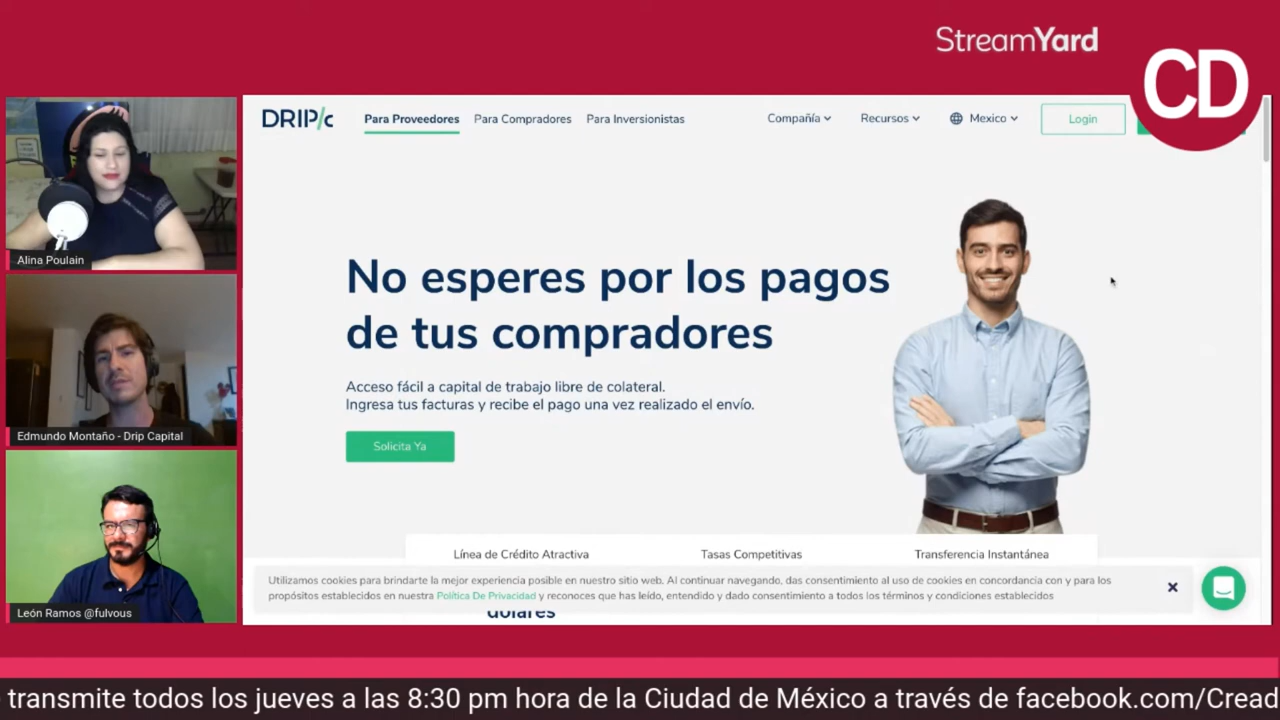 StreamYard
CD
DRIP/c
Para Proveedores
Para Compradores
Para Inversionistas
Compañía
Recursos
Mexico
Login
No esperes por los pagos
de tus compradores
Acceso fácil a capital de trabajo libre de colateral.
Ingresa tus facturas y recibe el pago una vez realizado el envío.
Solicita Ya
Línea de Crédito Atractiva
Tasas Competitivas
Transferencia Instantánea
Utilizamos cookies para brindarte la mejor experiencia posible en nuestro sitio web. Al continuar navegando, das consentimiento al uso de cookies en concordancia con y para los
propósitos establecidos en nuestra Política De Privacidad y reconoces que has leído, entendido y dado consentimiento a todos los términos y condiciones establecidos
dólares
Alina Poulain
Edmundo Montaño - Drip Capital
León Ramos @fulvous
transmite todos los jueves a las 8:30 pm hora de la Ciudad de México a través de facebook.com/Cread